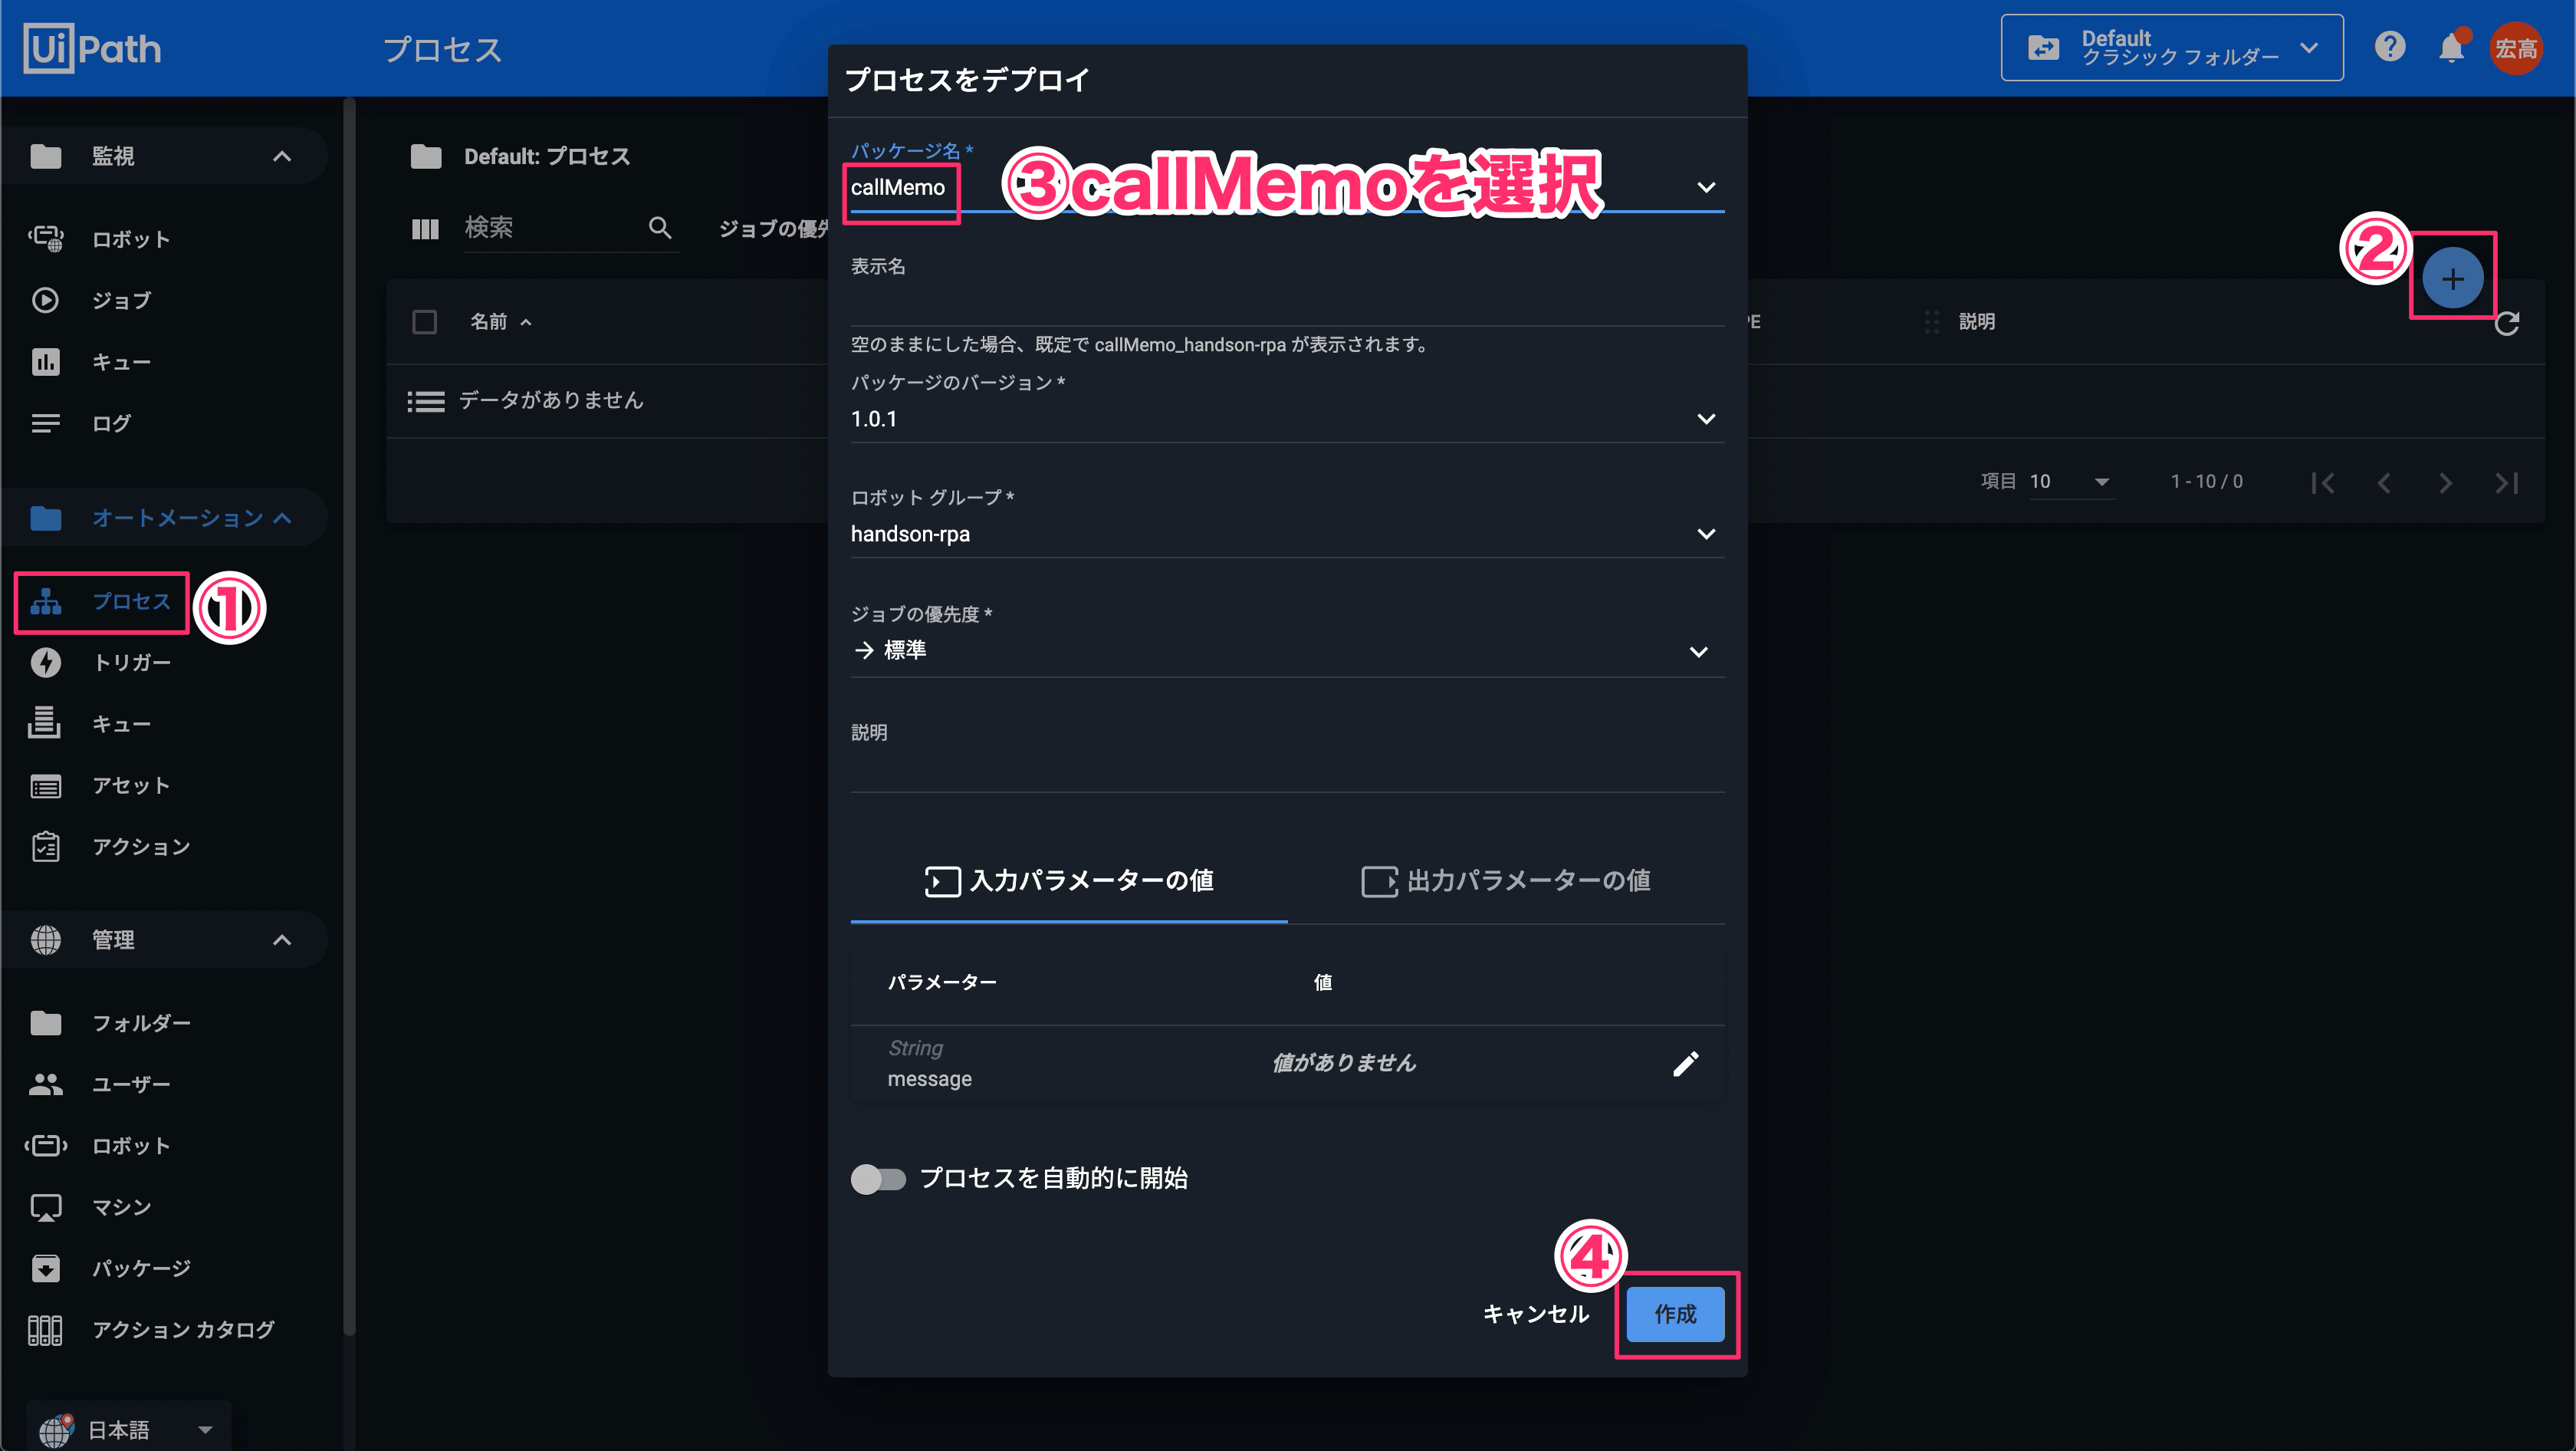 UiPath
プロセス
Default
クラシック フォルダー
宏高
監視
ロボット
ジョブ
キュー
ログ
オートメーション
プロセス
①
トリガー
キュー
アセット
アクション
管理
フォルダー
ユーザー
ロボット
マシン
パッケージ
アクション カタログ
日本語
Default: プロセス
検索
ジョブの優先
名前
説明
データがありません
項目 10
1 - 10 / 0
②
プロセスをデプロイ
パッケージ名 *
callMemo
③callMemoを選択
表示名
空のままにした場合、既定で callMemo_handson-rpa が表示されます。
パッケージのバージョン *
1.0.1
ロボット グループ *
handson-rpa
ジョブの優先度 *
標準
説明
入力パラメーターの値
出力パラメーターの値
パラメーター
値
String
message
値がありません
プロセスを自動的に開始
④
キャンセル
作成